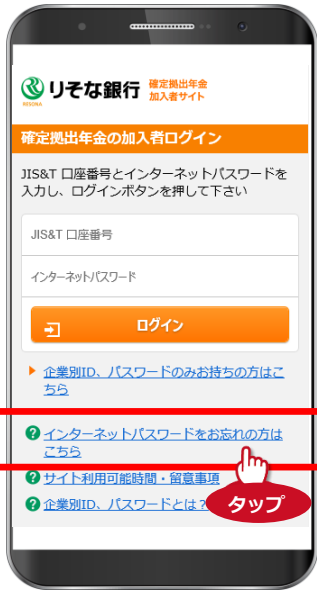 りそな銀行
確定拠出年金
加入者サイト
RESONA
確定拠出年金の加入者ログイン
JIS&T 口座番号とインターネットパスワードを
入力し、ログインボタンを押して下さい
JIS&T 口座番号
インターネットパスワード
ログイン
企業別ID、パスワードのみお持ちの方はこ
ちら
インターネットパスワードをお忘れの方は
こちら
サイト利用可能時間・留意事項
企業別ID、パスワードとは?
タップ